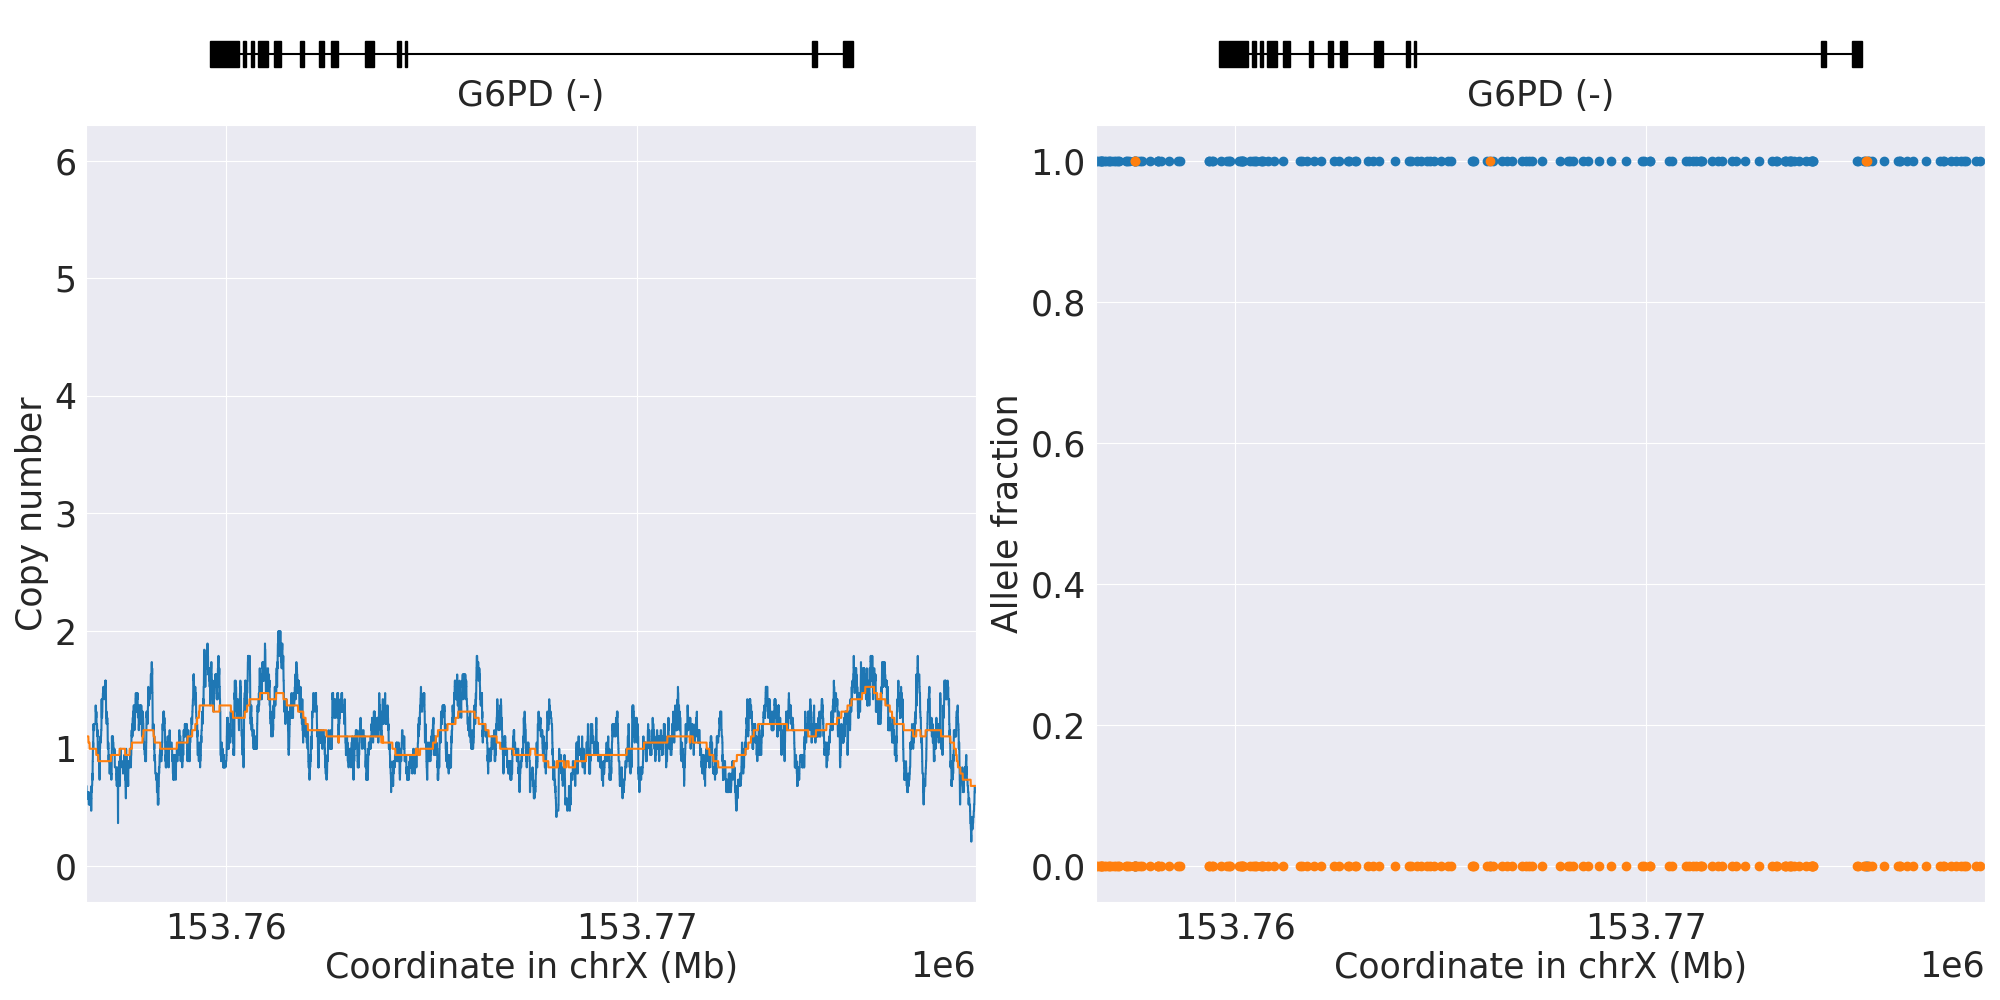 G6PD (-)
6
5
4
3
2
1
0
Copy number
153.76
153.77
Coordinate in chrX (Mb)
1e6
G6PD (-)
1.0
0.8
0.6
0.4
0.2
0.0
Allele fraction
153.76
153.77
Coordinate in chrX (Mb)
1e6